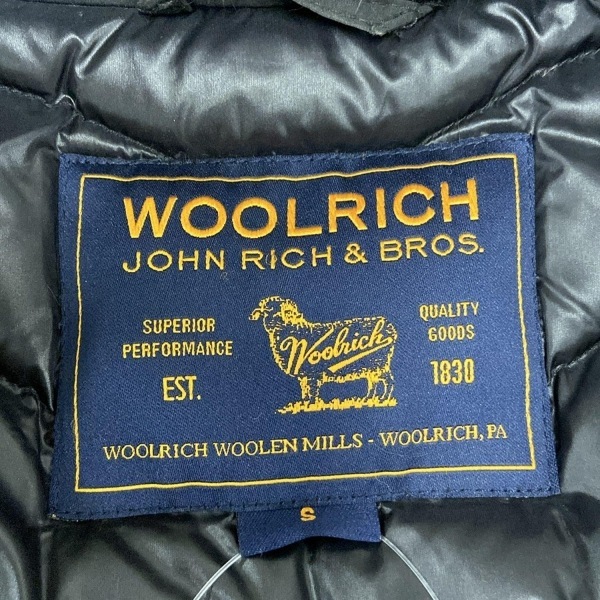 WOOLRICH
JOHN RICH & BROS.
SUPERIOR
PERFORMANCE
EST.
Woolrich
QUALITY
GOODS
1830
WOOLRICH WOOLEN MILLS - WOOLRICH, PA
S